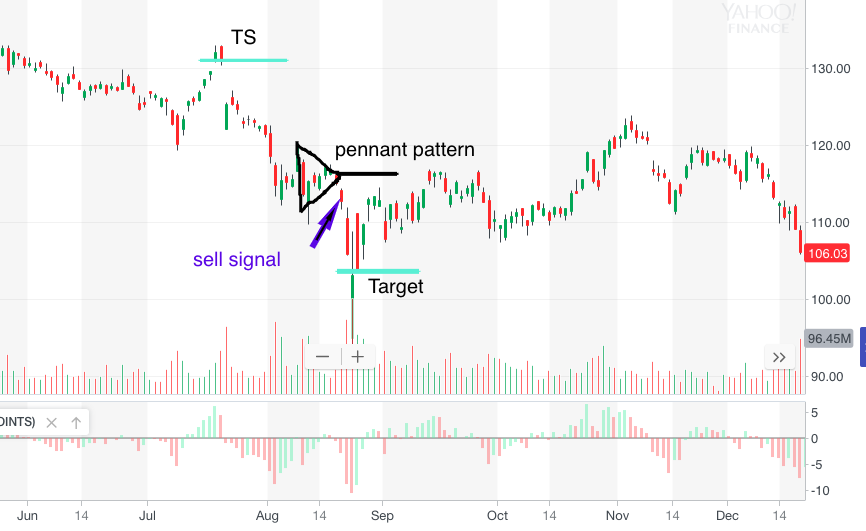 YAHOO!
FINANCE
TS
130.00
pennant pattern
120.00
110.00
sell signal
106.03
Target
100.00
96.45M
90.00
OINTS)
5
0
-5
-10
Jun 14 Jul Aug 14 Sep Oct 14 Nov 14 Dec 14